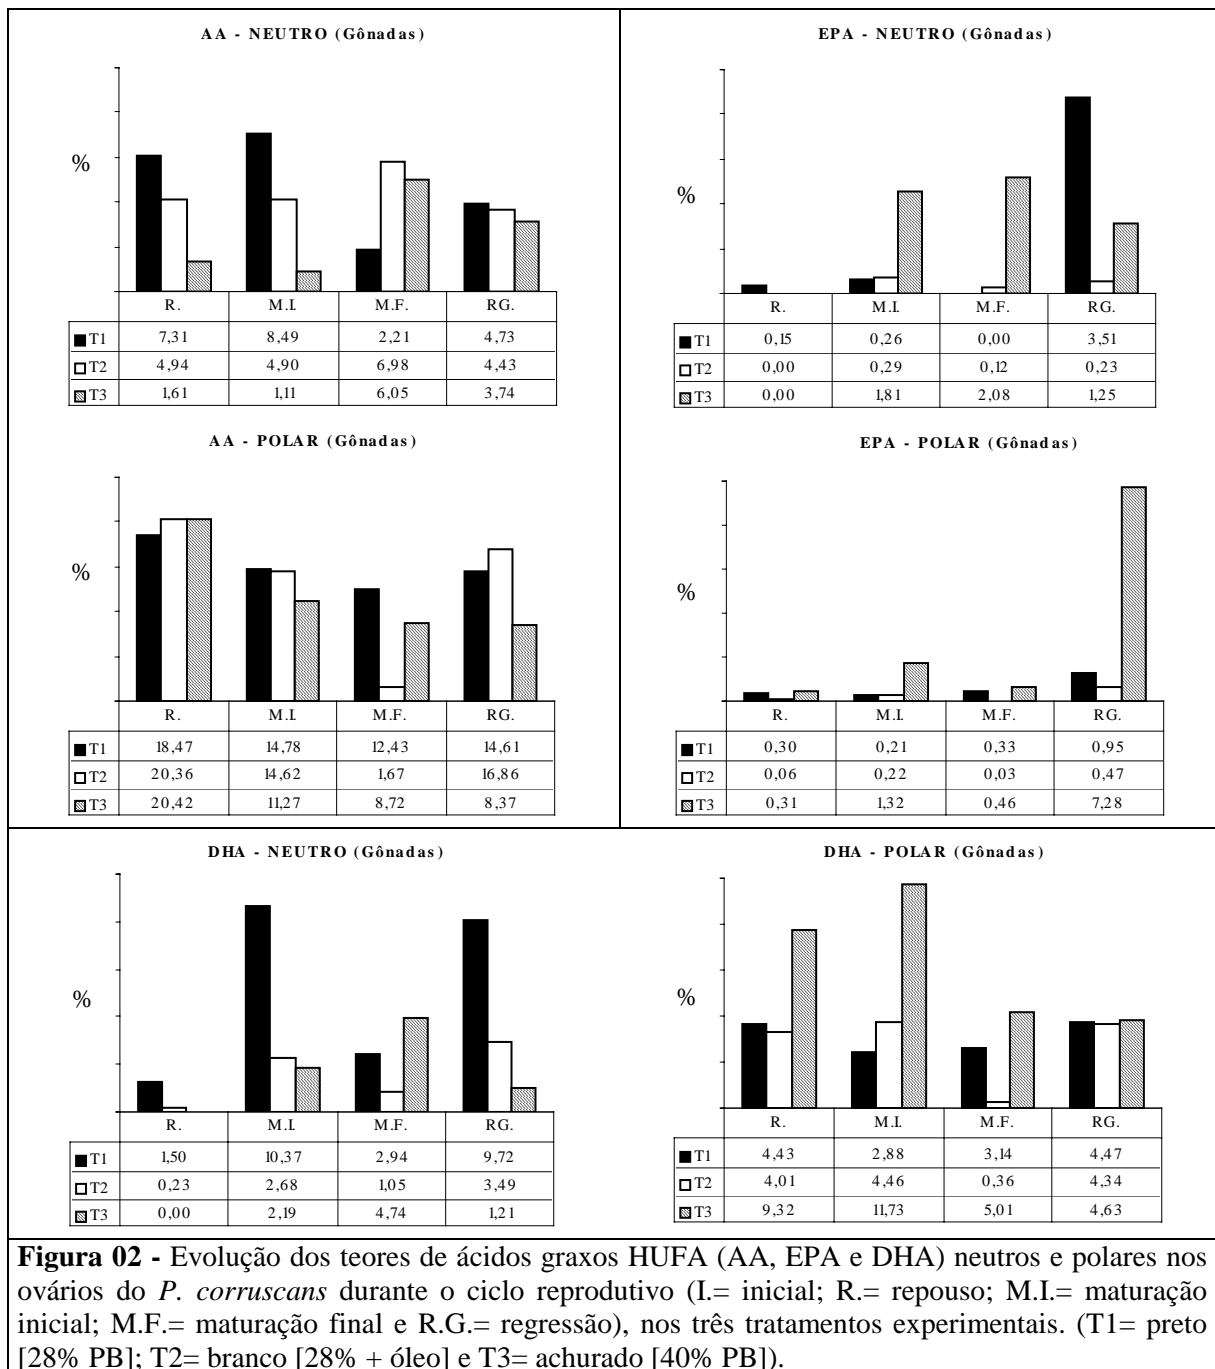 AA - NEUTRO (Gônadas)
%
R. M.I. M.F. RG.
T1 7,31 8,49 2,21 4,73
T2 4,94 4,90 6,98 4,43
T3 1,61 1,11 6,05 3,74
EPA - NEUTRO (Gônadas)
%
R. M.I. M.F. RG.
T1 0,15 0,26 0,00 3,51
T2 0,00 0,29 0,12 0,23
T3 0,00 1,81 2,08 1,25
AA - POLAR (Gônadas)
%
R. M.I. M.F. RG.
T1 18,47 14,78 12,43 14,61
T2 20,36 14,62 1,67 16,86
T3 20,42 11,27 8,72 8,37
EPA - POLAR (Gônadas)
%
R. M.I. M.F. RG.
T1 0,30 0,21 0,33 0,95
T2 0,06 0,22 0,03 0,47
T3 0,31 1,32 0,46 7,28
DHA - NEUTRO (Gônadas)
%
R. M.I. M.F. RG.
T1 1,50 10,37 2,94 9,72
T2 0,23 2,68 1,05 3,49
T3 0,00 2,19 4,74 1,21
DHA - POLAR (Gônadas)
%
R. M.I. M.F. RG.
T1 4,43 2,88 3,14 4,47
T2 4,01 4,46 0,36 4,34
T3 9,32 11,73 5,01 4,63
Figura 02 - Evolução dos teores de ácidos graxos HUFA (AA, EPA e DHA) neutros e polares nos
ovários do P. corruscans durante o ciclo reprodutivo (I.= inicial; R.= repouso; M.I.= maturação
inicial; M.F.= maturação final e R.G.= regressão), nos três tratamentos experimentais. (T1= preto
[28% PB]; T2= branco [28% + óleo] e T3= achurado [40% PB]).